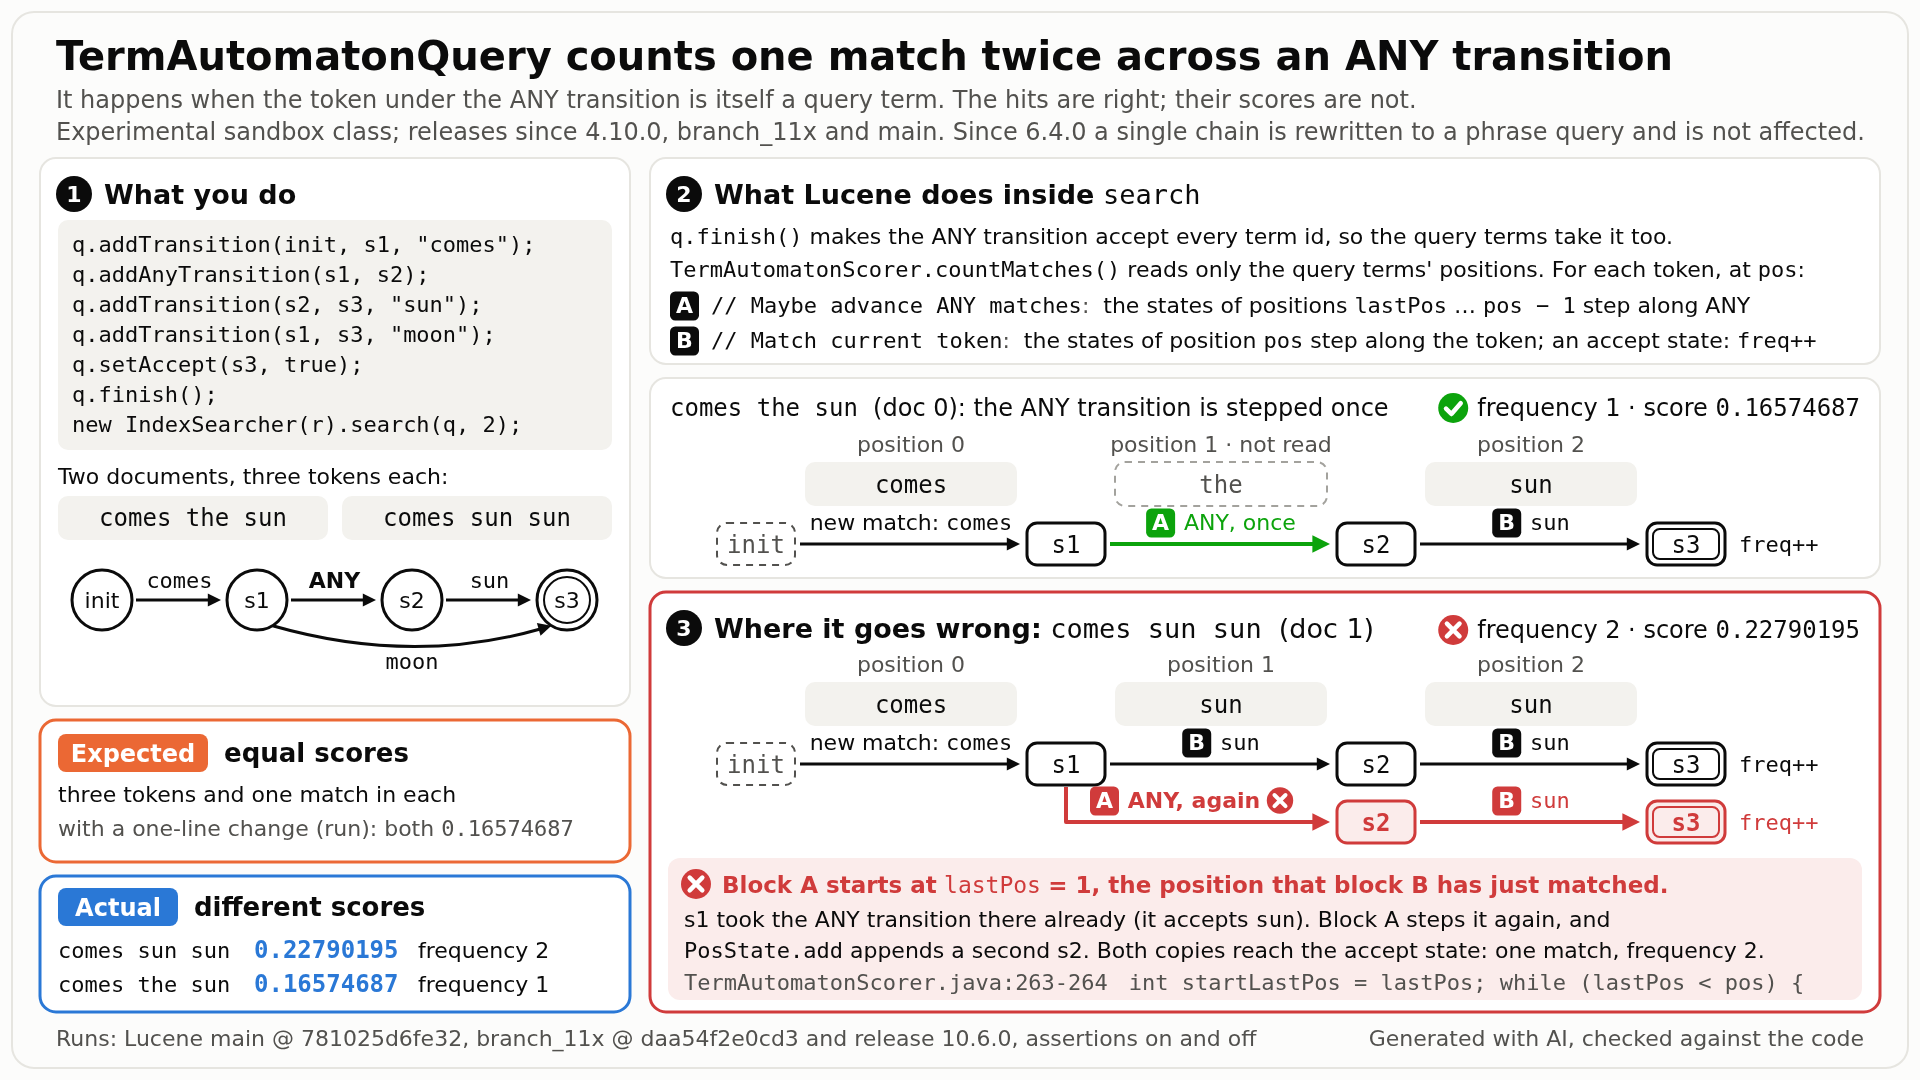 TermAutomatonQuery counts one match twice across an ANY transition
It happens when the token under the ANY transition is itself a query term. The hits are right; their scores are not.
Experimental sandbox class; releases since 4.10.0, branch_11x and main. Since 6.4.0 a single chain is rewritten to a phrase query and is not affected.
1 What you do
q.addTransition(init, s1, "comes");
q.addAnyTransition(s1, s2);
q.addTransition(s2, s3, "sun");
q.addTransition(s1, s3, "moon");
q.setAccept(s3, true);
q.finish();
new IndexSearcher(r).search(q, 2);
Two documents, three tokens each:
comes the sun comes sun sun
comes ANY sun
init s1 s2 s3
moon
Expected equal scores
three tokens and one match in each
with a one-line change (run): both 0.16574687
Actual different scores
comes sun sun 0.22790195 frequency 2
comes the sun 0.16574687 frequency 1
2 What Lucene does inside search
q.finish() makes the ANY transition accept every term id, so the query terms take it too.
TermAutomatonScorer.countMatches() reads only the query terms' positions. For each token, at pos:
A // Maybe advance ANY matches: the states of positions lastPos … pos − 1 step along ANY
B // Match current token: the states of position pos step along the token; an accept state: freq++
comes the sun (doc 0): the ANY transition is stepped once frequency 1 · score 0.16574687
position 0 position 1 · not read position 2
comes the sun
new match: comes A ANY, once B sun
init s1 s2 s3 freq++
3 Where it goes wrong: comes sun sun (doc 1) frequency 2 · score 0.22790195
position 0 position 1 position 2
comes sun sun
new match: comes B sun B sun
init s1 s2 s3 freq++
A ANY, again B sun
s2 s3 freq++
Block A starts at lastPos = 1, the position that block B has just matched.
s1 took the ANY transition there already (it accepts sun). Block A steps it again, and
PosState.add appends a second s2. Both copies reach the accept state: one match, frequency 2.
TermAutomatonScorer.java:263-264 int startLastPos = lastPos; while (lastPos < pos) {
Runs: Lucene main @ 781025d6fe32, branch_11x @ daa54f2e0cd3 and release 10.6.0, assertions on and off
Generated with AI, checked against the code